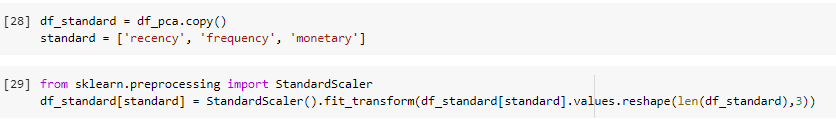 [28] df_standard = df_pca.copy()
standard = ['recency', 'frequency', 'monetary']
[29] from sklearn.preprocessing import StandardScaler
df_standard[standard] = StandardScaler().fit_transform(df_standard[standard].values.reshape(len(df_standard),3))